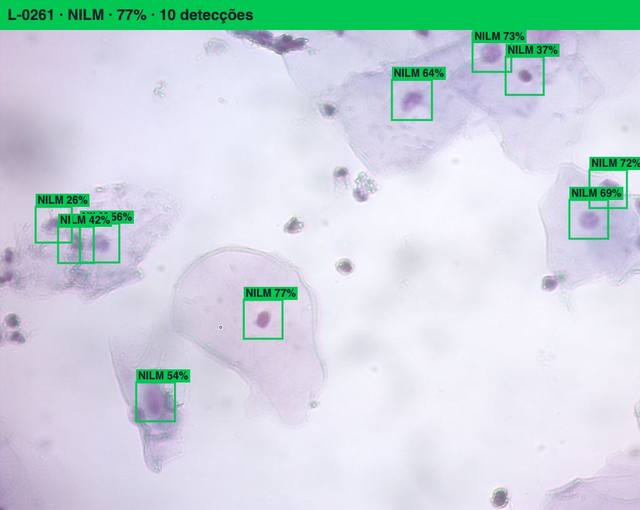 L-0261 · NILM · 77% · 10 detecções
NILM 73%
NILM 37%
NILM 64%
NILM 72%
NILM 69%
NILM 26%
NILM 42%
56%
NILM 77%
NILM 54%